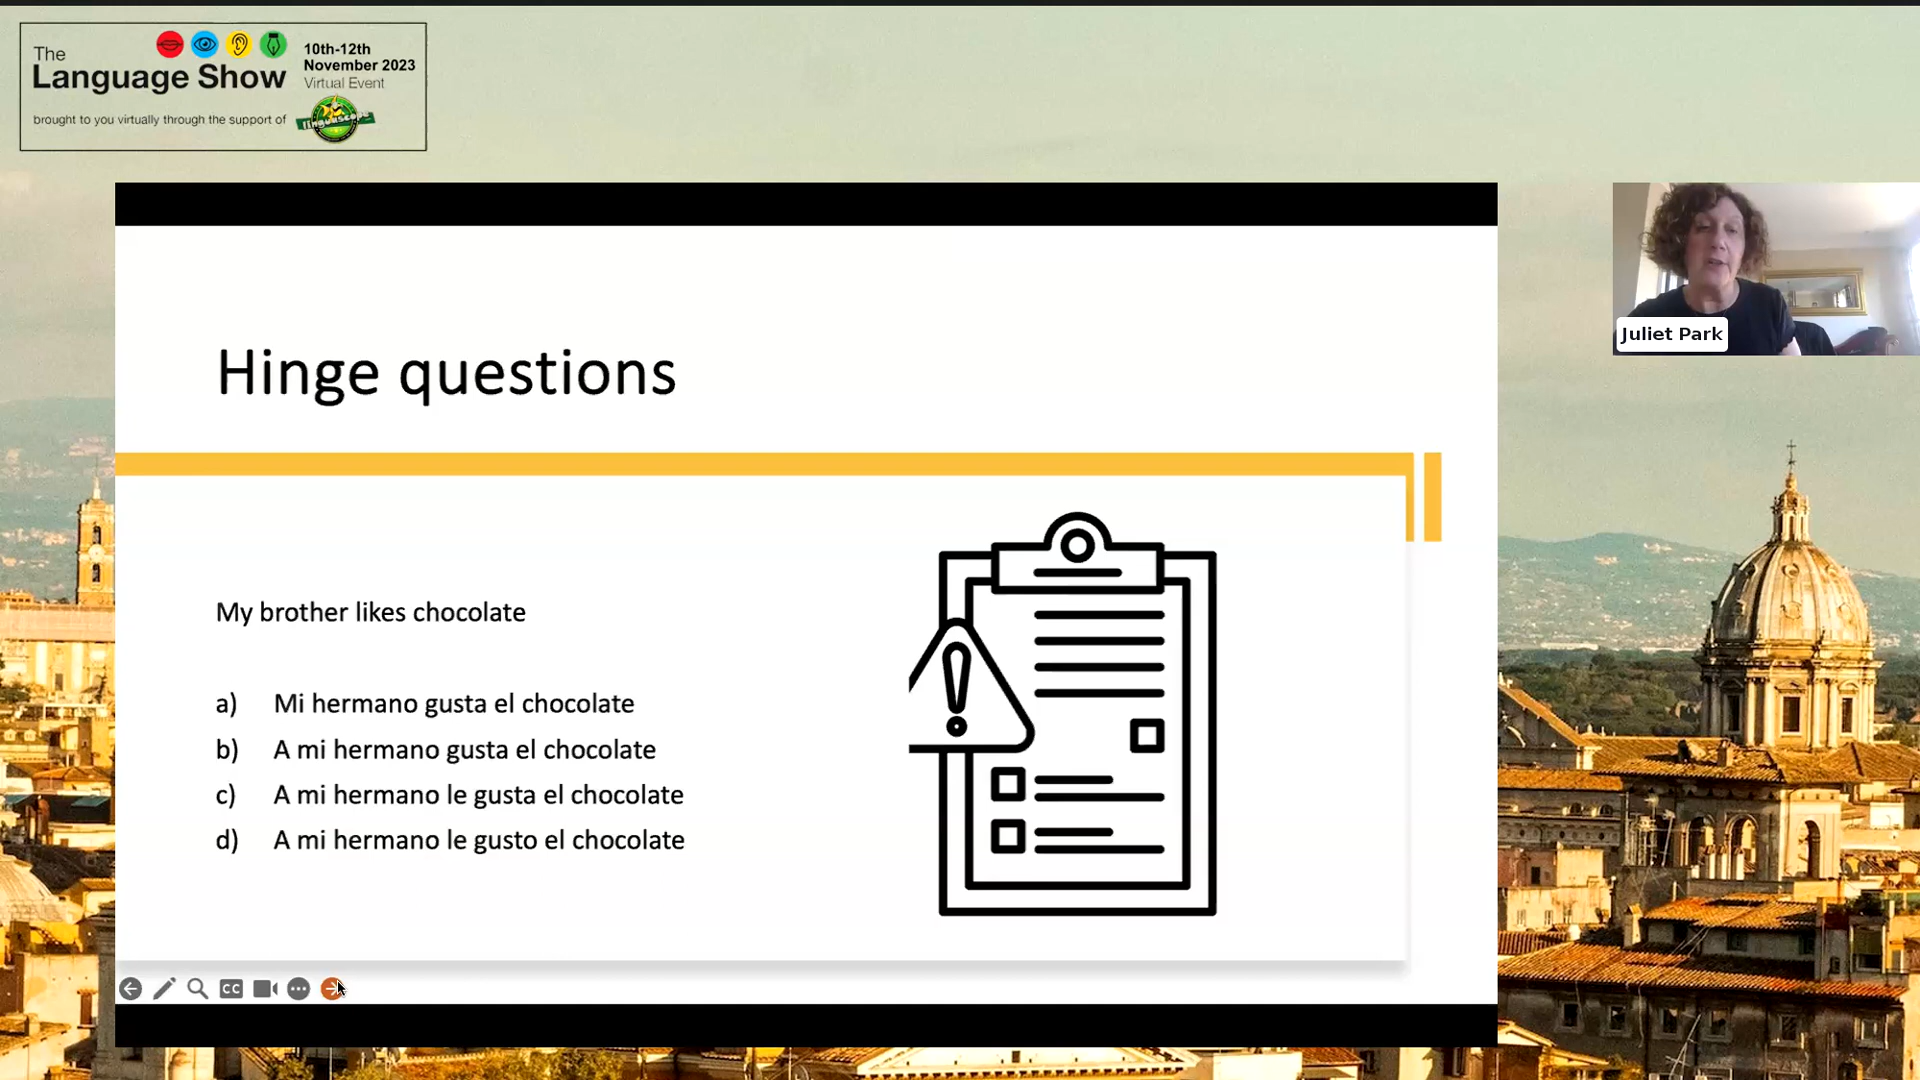 The
Language Show
10th-12th
November 2023
Virtual Event
brought to you virtually through the support of
linguascope
Juliet Park
Hinge questions
My brother likes chocolate
a) Mi hermano gusta el chocolate
b) A mi hermano gusta el chocolate
c) A mi hermano le gusta el chocolate
d) A mi hermano le gusto el chocolate
CC